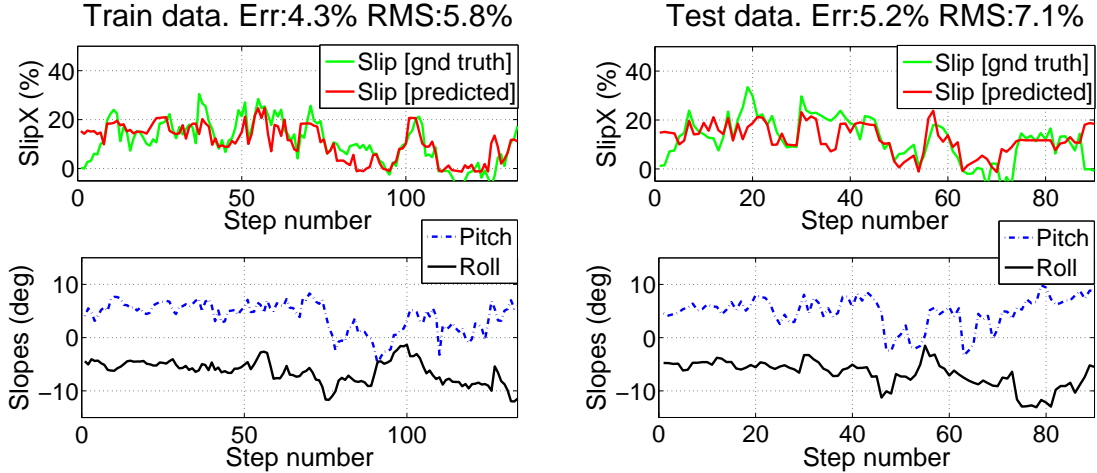 Train data. Err:4.3% RMS:5.8%
SlipX (%)
40
20
0
Slip [gnd truth]
Slip [predicted]
0 50 100
Step number
Slopes (deg)
10
0
−10
Pitch
Roll
0 50 100
Step number
Test data. Err:5.2% RMS:7.1%
SlipX (%)
40
20
0
Slip [gnd truth]
Slip [predicted]
0 20 40 60 80
Step number
Slopes (deg)
10
0
−10
Pitch
Roll
0 20 40 60 80
Step number